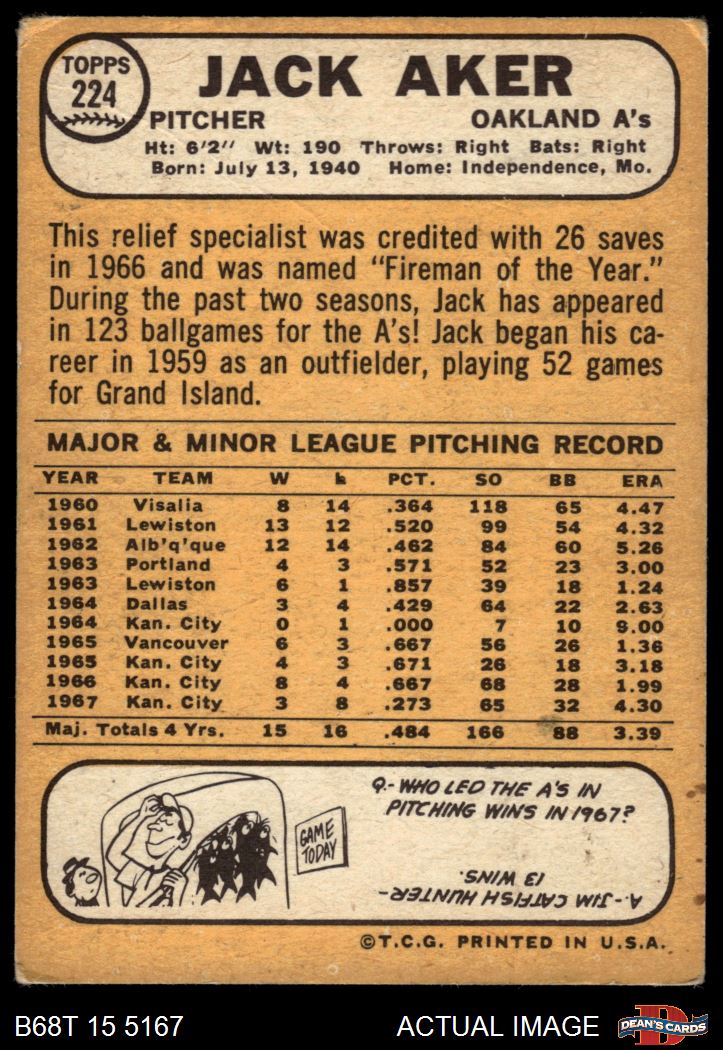 TOPPS
224
JACK AKER
PITCHER OAKLAND A's
Ht: 6'2" Wt: 190 Throws: Right Bats: Right
Born: July 13, 1940 Home: Independence, Mo.
This relief specialist was credited with 26 saves
in 1966 and was named "Fireman of the Year."
During the past two seasons, Jack has appeared
in 123 ballgames for the A's! Jack began his ca-
reer in 1959 as an outfielder, playing 52 games
for Grand Island.
MAJOR & MINOR LEAGUE PITCHING RECORD
YEAR TEAM W L PCT. SO BB ERA
1960 Visalia 8 14 .364 118 65 4.47
1961 Lewiston 13 12 .520 99 54 4.32
1962 Alb'q'que 12 14 .462 84 60 5.26
1963 Portland 4 3 .571 52 23 3.00
1963 Lewiston 6 1 .857 39 18 1.24
1964 Dallas 3 4 .429 64 22 2.63
1964 Kan. City 0 1 .000 7 10 9.00
1965 Vancouver 6 3 .667 56 26 1.36
1965 Kan. City 4 3 .671 26 18 3.18
1966 Kan. City 8 4 .667 68 28 1.99
1967 Kan. City 3 8 .273 65 32 4.30
Maj. Totals 4 Yrs. 15 16 .484 166 88 3.39
GAME
TODAY
Q.- WHO LED THE A'S IN
PITCHING WINS IN 1967?
A.- JIM CATFISH HUNTER-
13 WINS.
©T.C.G. PRINTED IN U.S.A.
B68T 15 5167 ACTUAL IMAGE DEAN'S CARDS